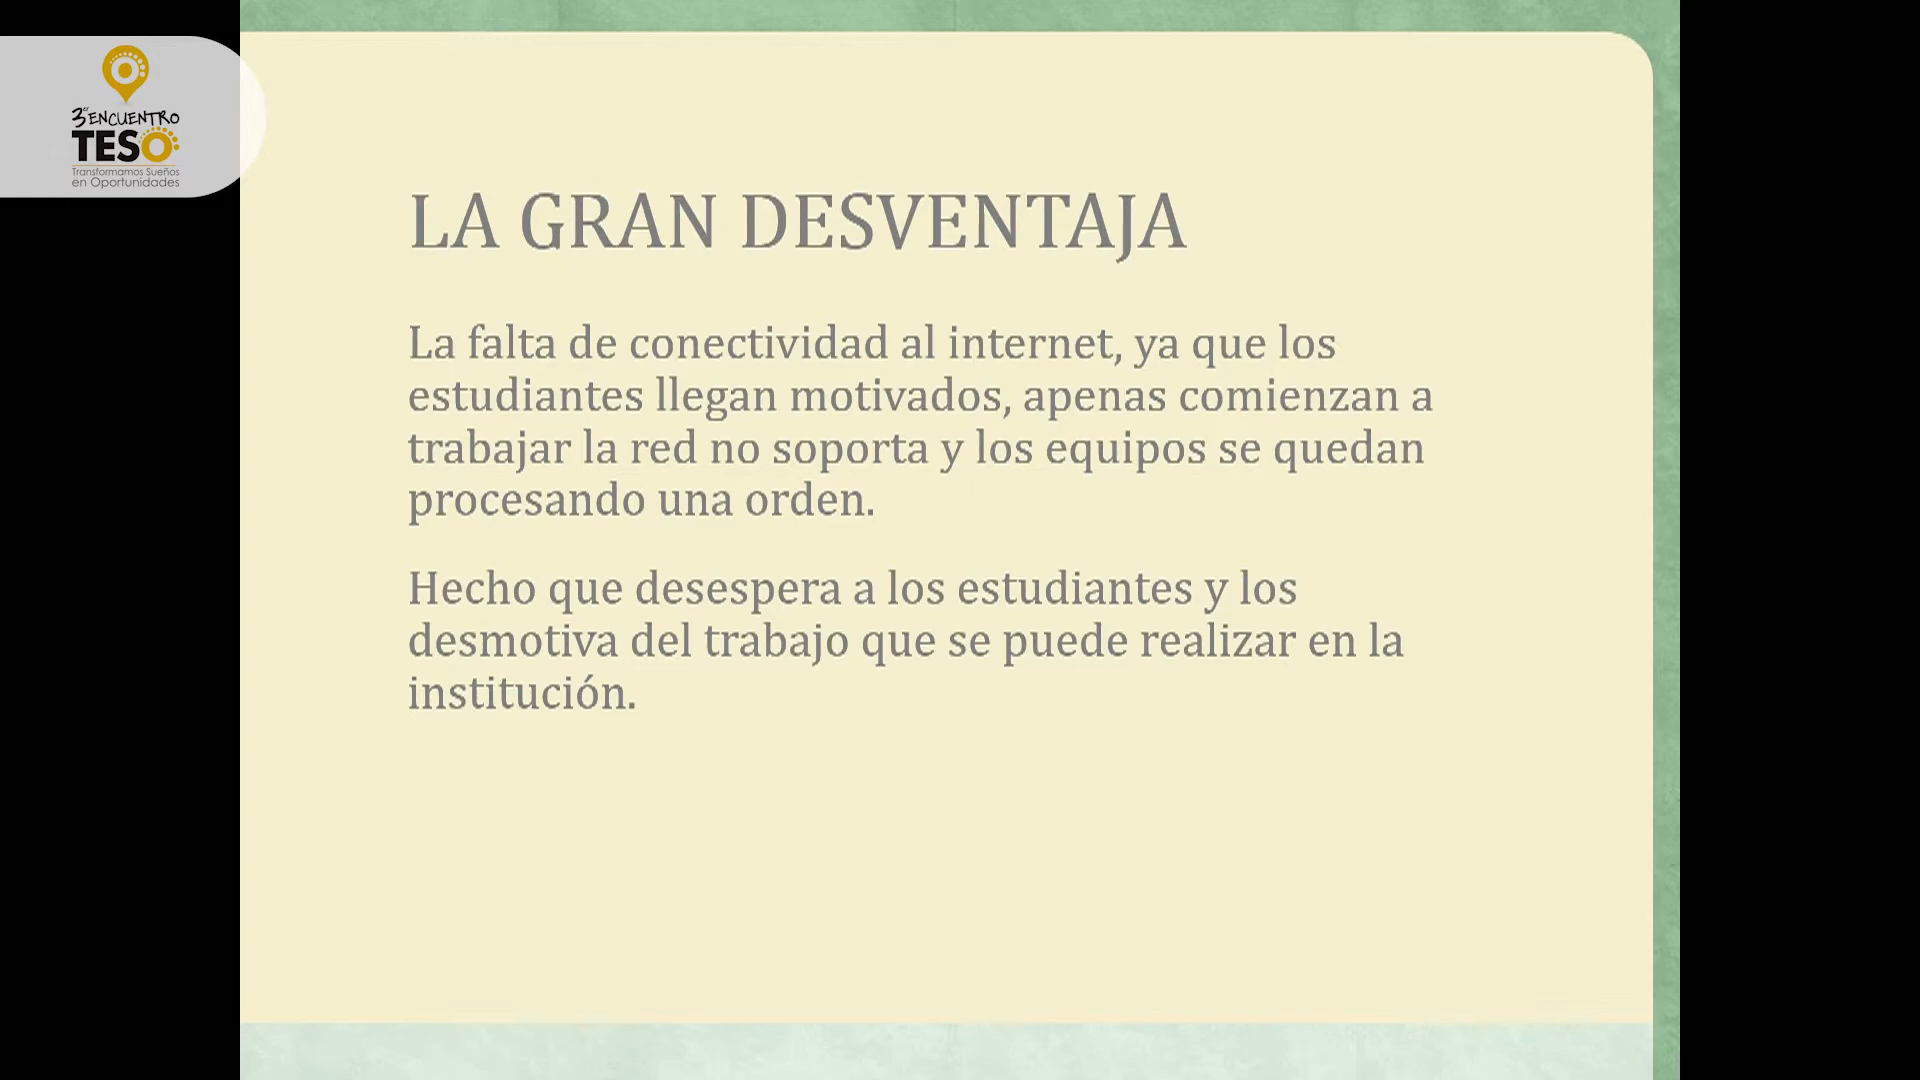 3er ENCUENTRO
TESO
Transformamos Sueños
en Oportunidades
LA GRAN DESVENTAJA
La falta de conectividad al internet, ya que los
estudiantes llegan motivados, apenas comienzan a
trabajar la red no soporta y los equipos se quedan
procesando una orden.
Hecho que desespera a los estudiantes y los
desmotiva del trabajo que se puede realizar en la
institución.